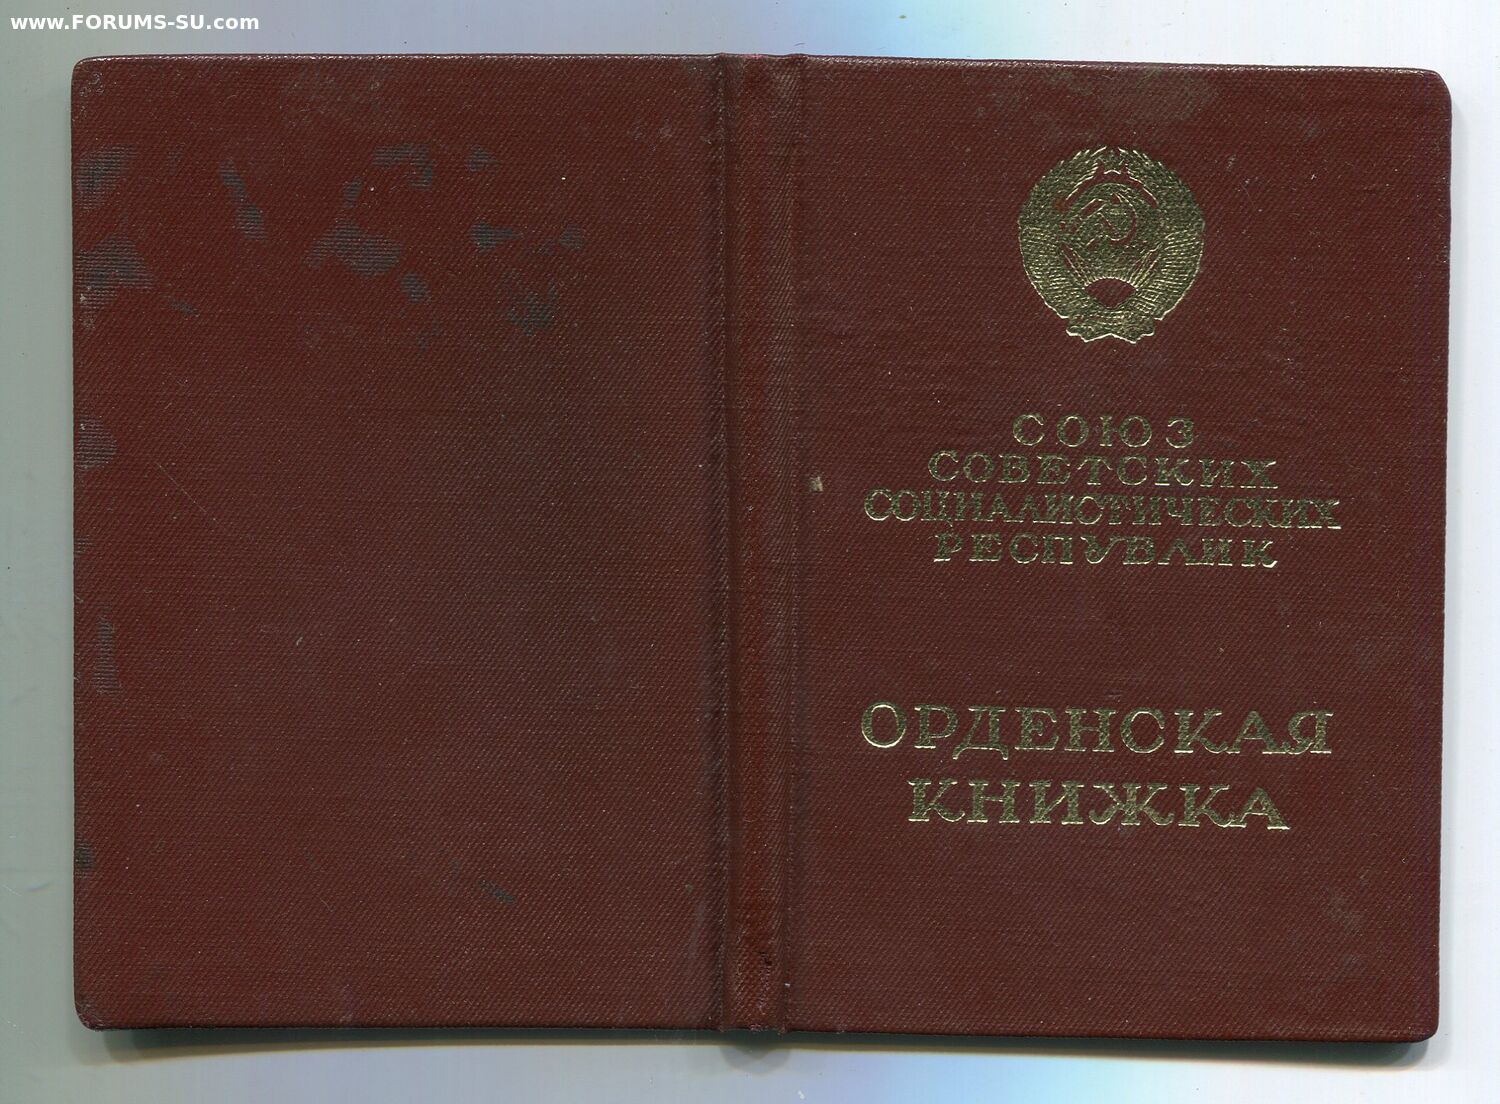 www.FORUMS-SU.com
СОЮЗ
СОВЕТСКИХ
СОЦИАЛИСТИЧЕСКИХ
РЕСПУБЛИК
ОРДЕНСКАЯ
КНИЖКА